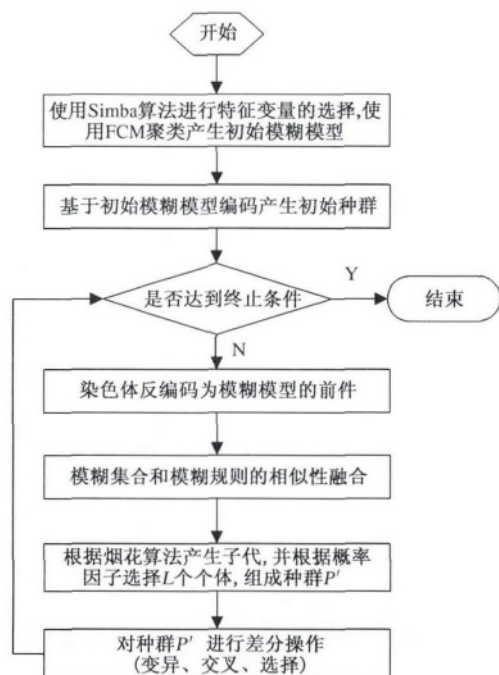 开始
使用Simba算法进行特征变量的选择,使
用FCM聚类产生初始模糊模型
基于初始模糊模型编码产生初始种群
是否达到终止条件
Y
结束
N
染色体反编码为模糊模型的前件
模糊集合和模糊规则的相似性融合
根据烟花算法产生子代,并根据概率
因子选择L个个体,组成种群P′
对种群P′ 进行差分操作
(变异、交叉、选择)